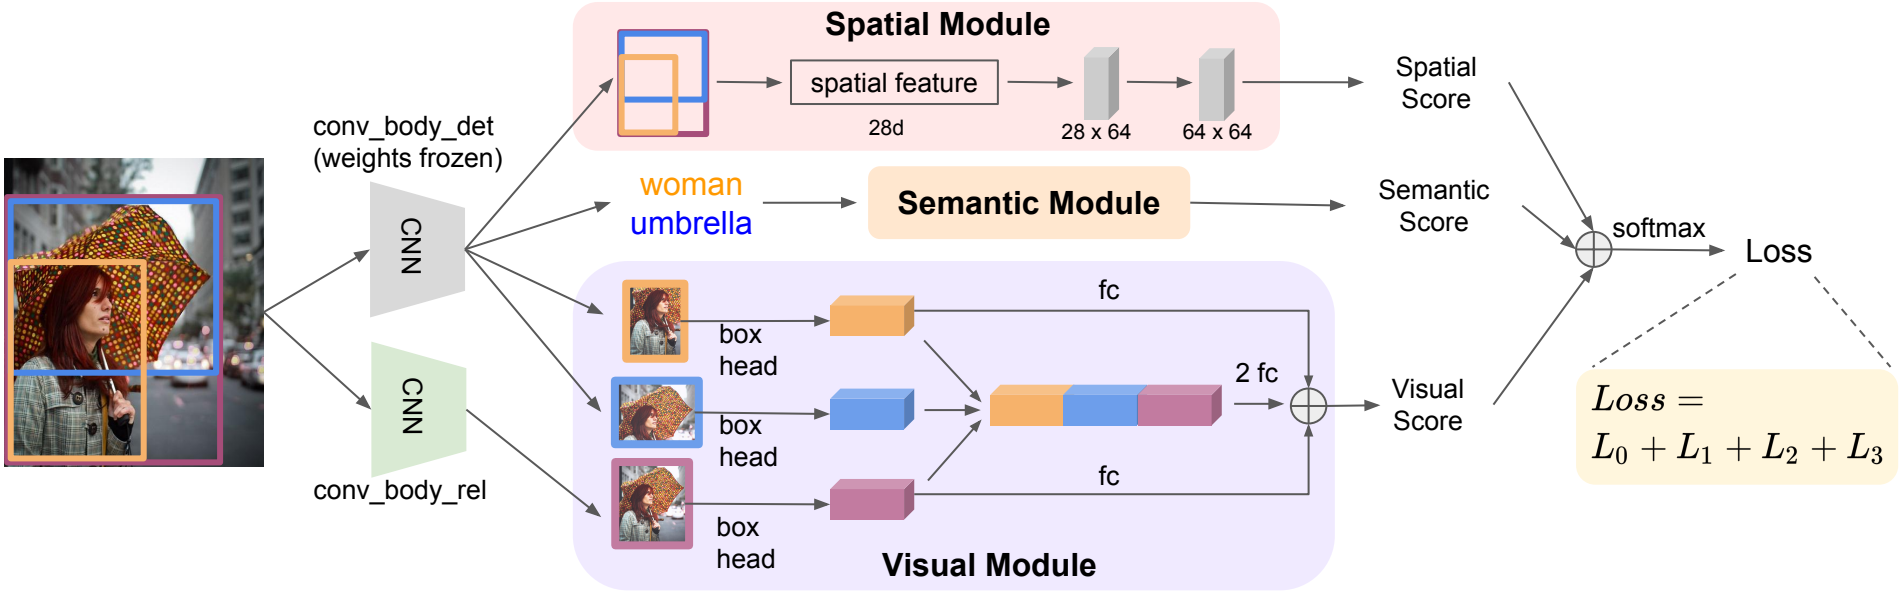 Spatial Module
spatial feature
28d
28 x 64
64 x 64
Spatial
Score
conv_body_det
(weights frozen)
CNN
woman
umbrella
Semantic Module
Semantic
Score
softmax
Loss
CNN
conv_body_rel
box
head
box
head
box
head
fc
2 fc
fc
Visual Module
Visual
Score
Loss =
L₀ + L₁ + L₂ + L₃